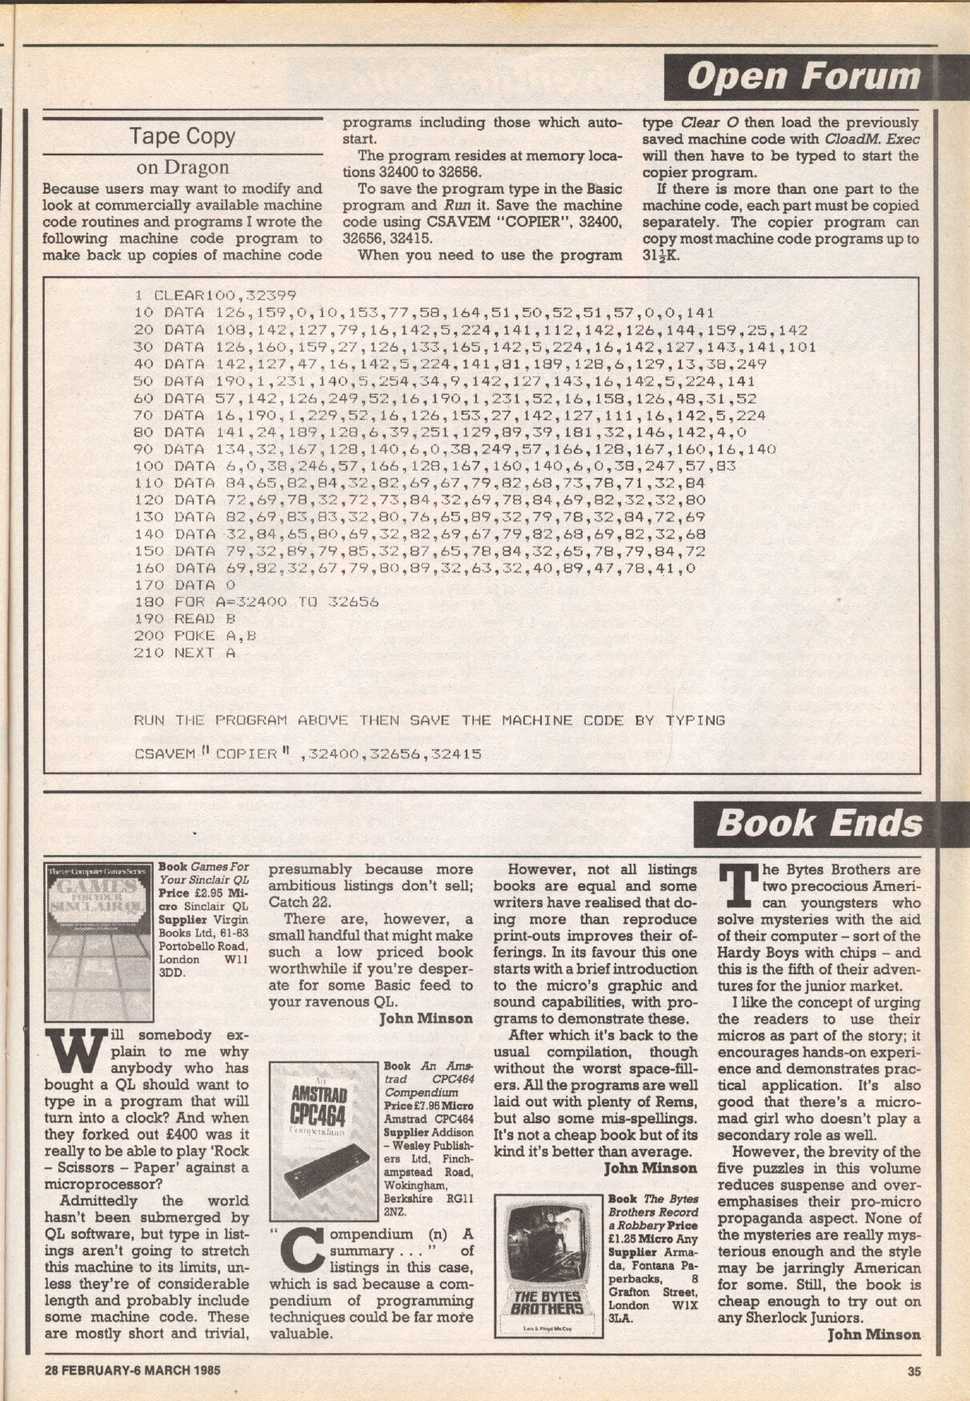 Open Forum
Tape Copy
on Dragon
Because users may want to modify and
look at commercially available machine
code routines and programs I wrote the
following machine code program to
make back up copies of machine code
programs including those which auto-
start.
The program resides at memory loca-
tions 32400 to 32656.
To save the program type in the Basic
program and Run it. Save the machine
code using CSAVEM "COPIER", 32400,
32656, 32415.
When you need to use the program
type Clear O then load the previously
saved machine code with CloadM. Exec
will then have to be typed to start the
copier program.
If there is more than one part to the
machine code, each part must be copied
separately. The copier program can
copy most machine code programs up to
31½K.
1 CLEAR100,32399
10 DATA 126,159,0,10,153,77,58,164,51,50,52,51,57,0,0,141
20 DATA 108,142,127,79,16,142,5,224,141,112,142,126,144,159,25,142
30 DATA 126,160,159,27,126,133,165,142,5,224,16,142,127,143,141,101
40 DATA 142,127,47,16,142,5,224,141,81,189,128,6,129,13,38,249
50 DATA 190,1,231,140,5,254,34,9,142,127,143,16,142,5,224,141
60 DATA 57,142,126,249,52,16,190,1,231,52,16,158,126,48,31,52
70 DATA 16,190,1,229,52,16,126,153,27,142,127,111,16,142,5,224
80 DATA 141,24,189,128,6,39,251,129,89,39,181,32,146,142,4,0
90 DATA 134,32,167,128,140,6,0,38,249,57,166,128,167,160,16,140
100 DATA 6,0,38,246,57,166,128,167,160,140,6,0,38,247,57,83
110 DATA 84,65,82,84,32,82,69,67,79,82,68,73,78,71,32,84
120 DATA 72,69,78,32,72,73,84,32,69,78,84,69,82,32,32,80
130 DATA 82,69,83,83,32,80,76,65,89,32,79,78,32,84,72,69
140 DATA 32,84,65,80,69,32,82,69,67,79,82,68,69,82,32,68
150 DATA 79,32,89,79,85,32,87,65,78,84,32,65,78,79,84,72
160 DATA 69,82,32,67,79,80,89,32,63,32,40,89,47,78,41,0
170 DATA 0
180 FOR A=32400 TO 32656
190 READ B
200 POKE A,B
210 NEXT A
RUN THE PROGRAM ABOVE THEN SAVE THE MACHINE CODE BY TYPING
CSAVEM "COPIER" ,32400,32656,32415
Book Ends
The Computer Games Series
GAMES
FOR YOUR
SINCLAIR QL
Book Games For
Your Sinclair QL
Price £2.95 Mi-
cro Sinclair QL
Supplier Virgin
Books Ltd, 61-63
Portobello Road,
London W11
3DD.
Will somebody ex-
plain to me why
anybody who has
bought a QL should want to
type in a program that will
turn into a clock? And when
they forked out £400 was it
really to be able to play 'Rock
– Scissors – Paper' against a
microprocessor?
Admittedly the world
hasn't been submerged by
QL software, but type in list-
ings aren't going to stretch
this machine to its limits, un-
less they're of considerable
length and probably include
some machine code. These
are mostly short and trivial,
presumably because more
ambitious listings don't sell;
Catch 22.
There are, however, a
small handful that might make
such a low priced book
worthwhile if you're desper-
ate for some Basic feed to
your ravenous QL.
John Minson
An
AMSTRAD
CPC464
Compendium
Book An Ams-
trad CPC464
Compendium
Price £7.95 Micro
Amstrad CPC464
Supplier Addison
– Wesley Publish-
ers Ltd, Finch-
ampstead Road,
Wokingham,
Berkshire RG11
2NZ.
"Compendium (n) A
summary . . . " of
listings in this case,
which is sad because a com-
pendium of programming
techniques could be far more
valuable.
However, not all listings
books are equal and some
writers have realised that do-
ing more than reproduce
print-outs improves their of-
ferings. In its favour this one
starts with a brief introduction
to the micro's graphic and
sound capabilities, with pro-
grams to demonstrate these.
After which it's back to the
usual compilation, though
without the worst space-fill-
ers. All the programs are well
laid out with plenty of Rems,
but also some mis-spellings.
It's not a cheap book but of its
kind it's better than average.
John Minson
THE BYTES
BROTHERS
Lois & Floyd McCoy
Book The Bytes
Brothers Record
a Robbery Price
£1.25 Micro Any
Supplier Arma-
da, Fontana Pa-
perbacks, 8
Grafton Street,
London W1X
3LA.
The Bytes Brothers are
two precocious Ameri-
can youngsters who
solve mysteries with the aid
of their computer – sort of the
Hardy Boys with chips – and
this is the fifth of their adven-
tures for the junior market.
I like the concept of urging
the readers to use their
micros as part of the story; it
encourages hands-on experi-
ence and demonstrates prac-
tical application. It's also
good that there's a micro-
mad girl who doesn't play a
secondary role as well.
However, the brevity of the
five puzzles in this volume
reduces suspense and over-
emphasises their pro-micro
propaganda aspect. None of
the mysteries are really mys-
terious enough and the style
may be jarringly American
for some. Still, the book is
cheap enough to try out on
any Sherlock Juniors.
John Minson
28 FEBRUARY-6 MARCH 1985
35